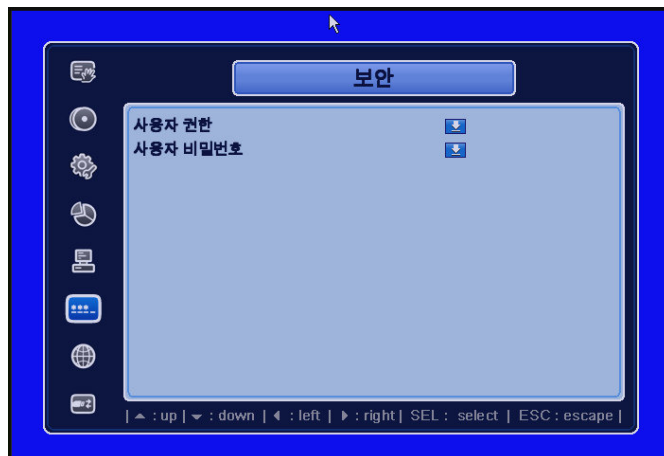 보안
사용자 권한
사용자 비밀번호
| ▲ : up | ▼ : down | ◀ : left | ▶ : right | SEL : select | ESC : escape |